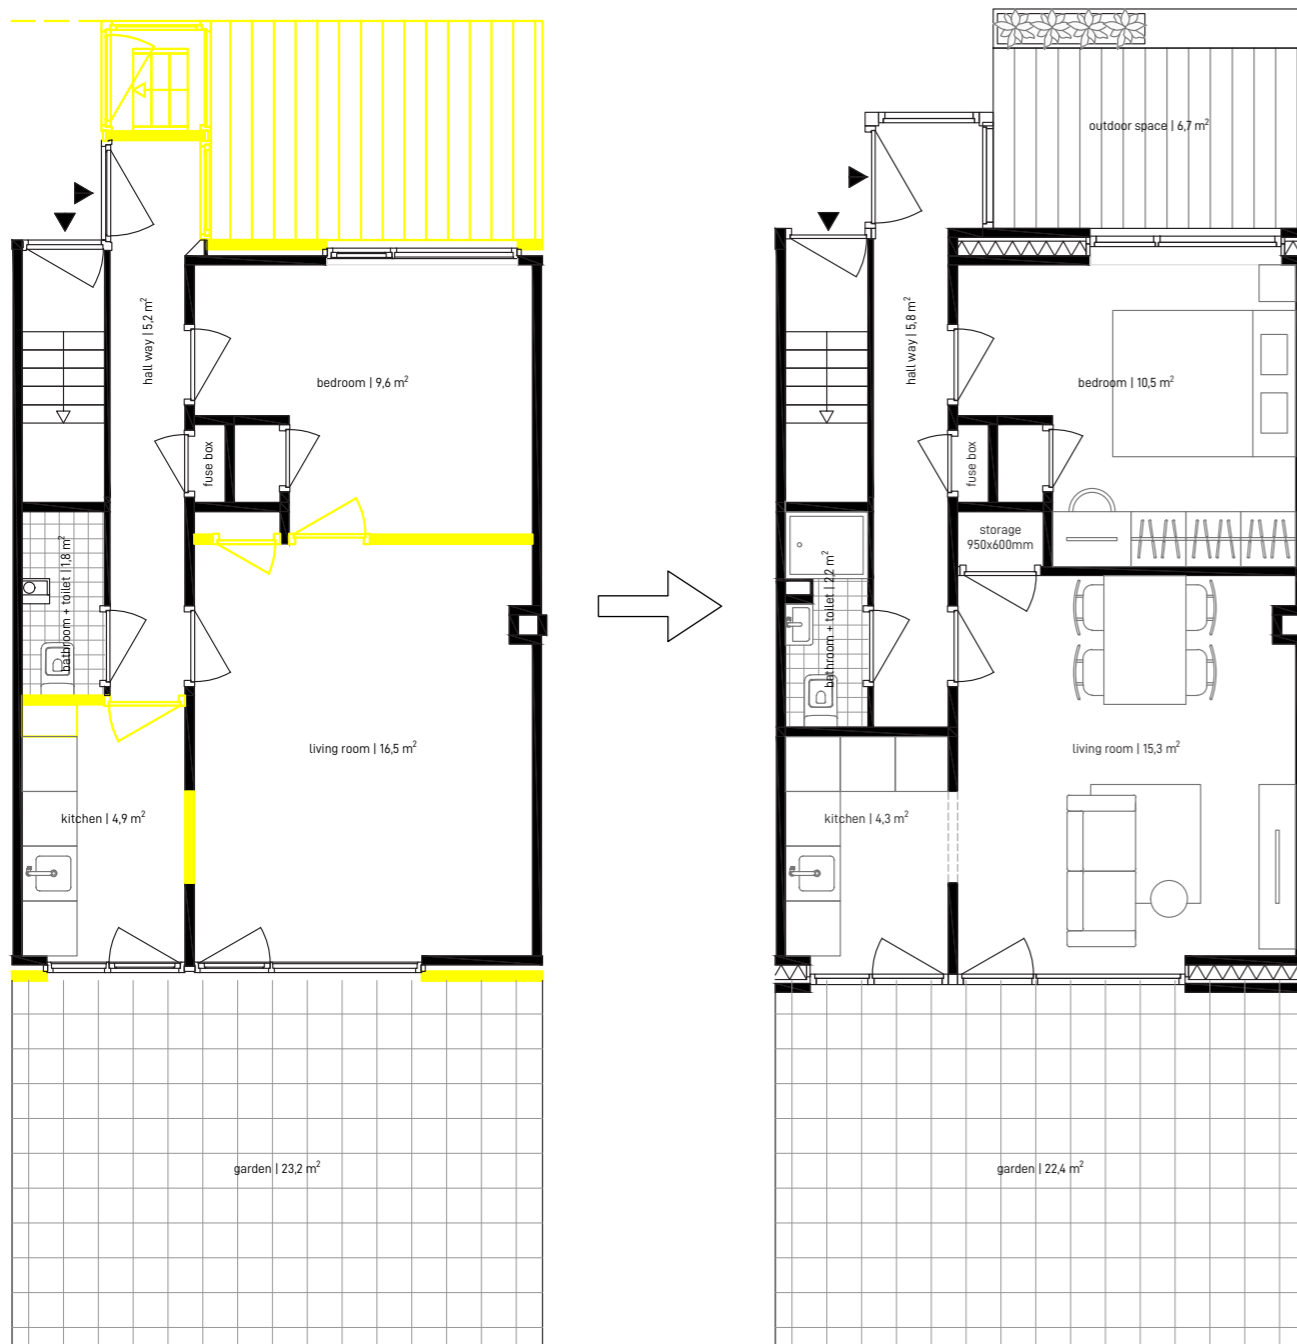 hall way | 5,2 m²
bedroom | 9,6 m²
fuse box
bathroom + toilet | 1,8 m²
living room | 16,5 m²
kitchen | 4,9 m²
garden | 23,2 m²
outdoor space | 6,7 m²
hall way | 5,8 m²
bedroom | 10,5 m²
fuse box
storage
950x600mm
bathroom + toilet | 2,2 m²
living room | 15,3 m²
kitchen | 4,3 m²
garden | 22,4 m²